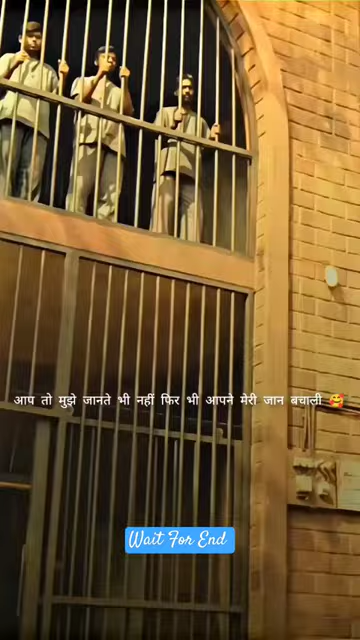 आप तो मुझे जानते भी नहीं फिर भी आपने मेरी जान बचाली 🥰
Wait For End